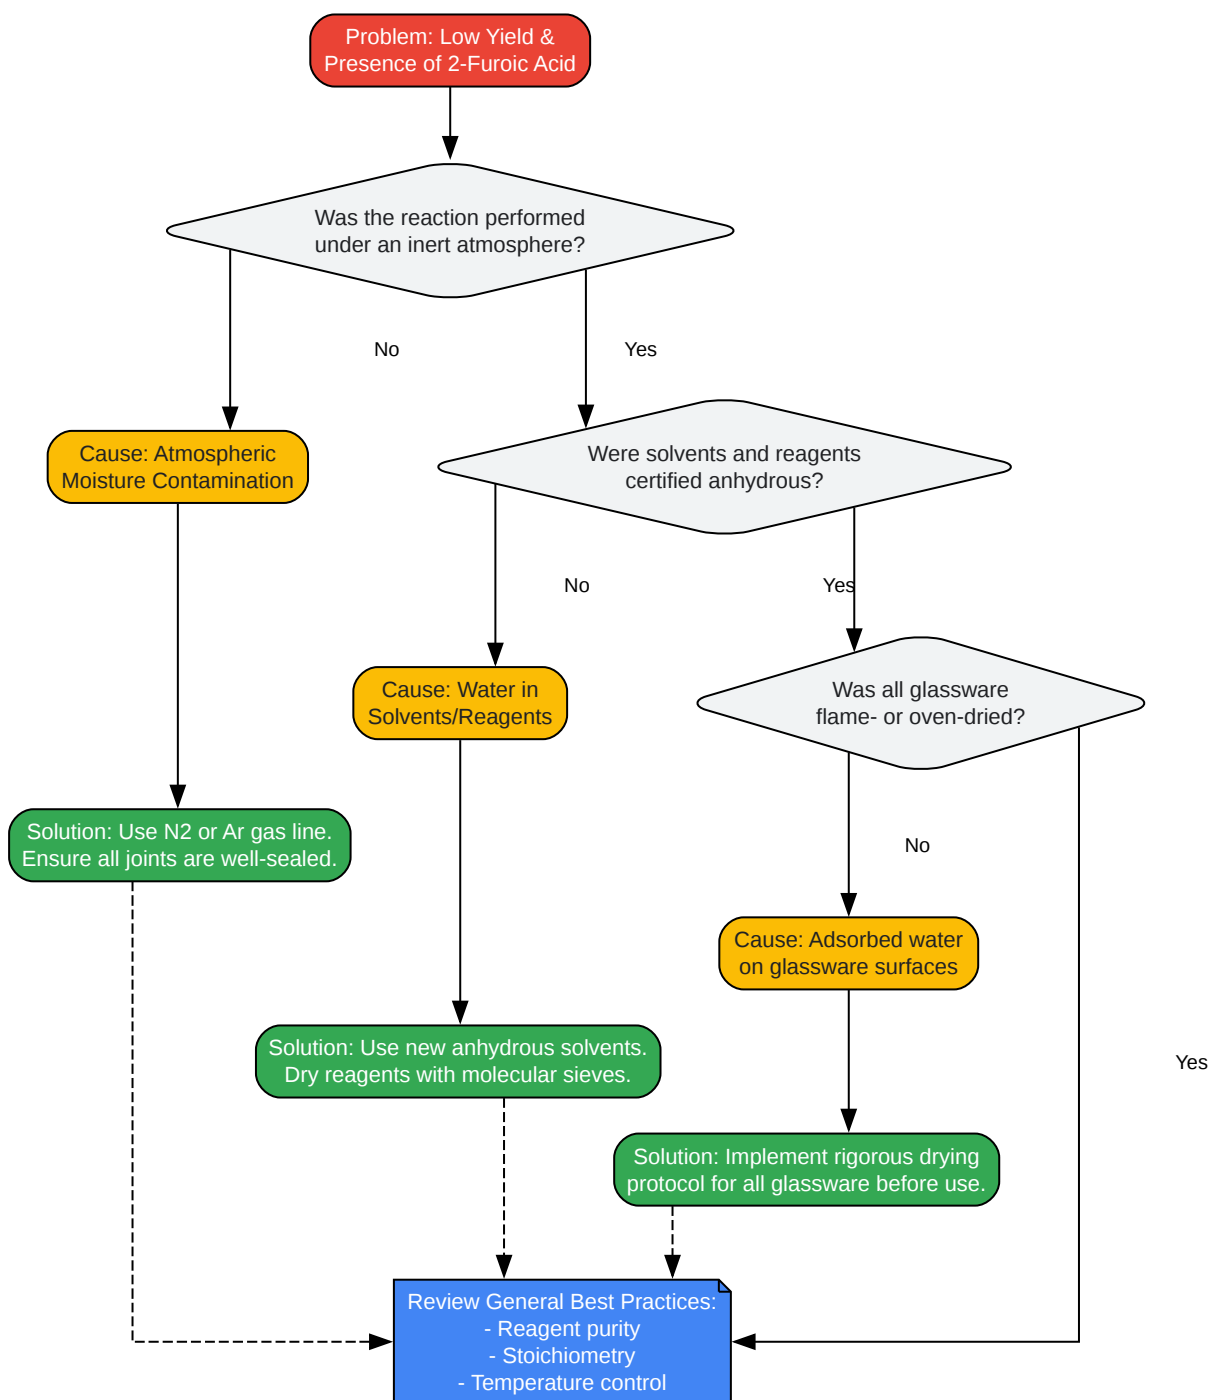 Problem: Low Yield &
Presence of 2-Furoic Acid
Was the reaction performed
under an inert atmosphere?
No
Yes
Cause: Atmospheric
Moisture Contamination
Were solvents and reagents
certified anhydrous?
No
Yes
Cause: Water in
Solvents/Reagents
Was all glassware
flame- or oven-dried?
Solution: Use N2 or Ar gas line.
Ensure all joints are well-sealed.
No
Cause: Adsorbed water
on glassware surfaces
Solution: Use new anhydrous solvents.
Dry reagents with molecular sieves.
Yes
Solution: Implement rigorous drying
protocol for all glassware before use.
Review General Best Practices:
- Reagent purity
- Stoichiometry
- Temperature control